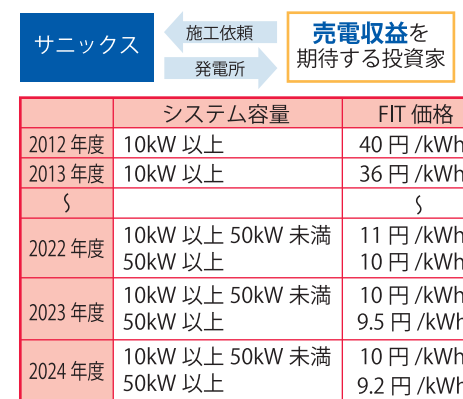 サニックス
施工依頼
発電所
売電収益を
期待する投資家
システム容量 FIT 価格
2012 年度 10kW 以上 40 円 /kWh
2013 年度 10kW 以上 36 円 /kWh
〜 〜
2022 年度 10kW 以上 50kW 未満 11 円 /kWh
50kW 以上 10 円 /kWh
2023 年度 10kW 以上 50kW 未満 10 円 /kWh
50kW 以上 9.5 円 /kWh
2024 年度 10kW 以上 50kW 未満 10 円 /kWh
50kW 以上 9.2 円 /kWh